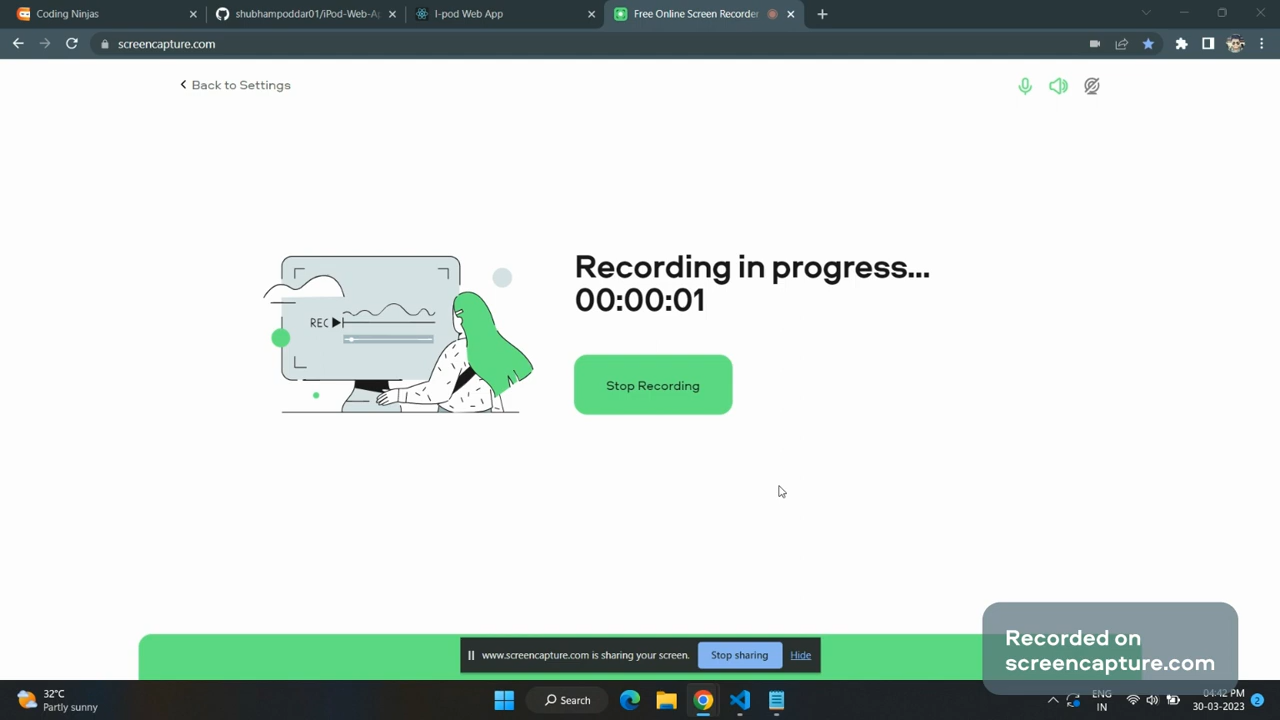 Coding Ninjas
shubhampoddar01/iPod-Web-Ap
I-pod Web App
Free Online Screen Recorder
screencapture.com
Back to Settings
Recording in progress...
00:00:01
REC
Stop Recording
www.screencapture.com is sharing your screen.
Stop sharing
Hide
Recorded on
screencapture.com
32°C
Partly sunny
Search
ENG
IN
04:42 PM
30-03-2023
2